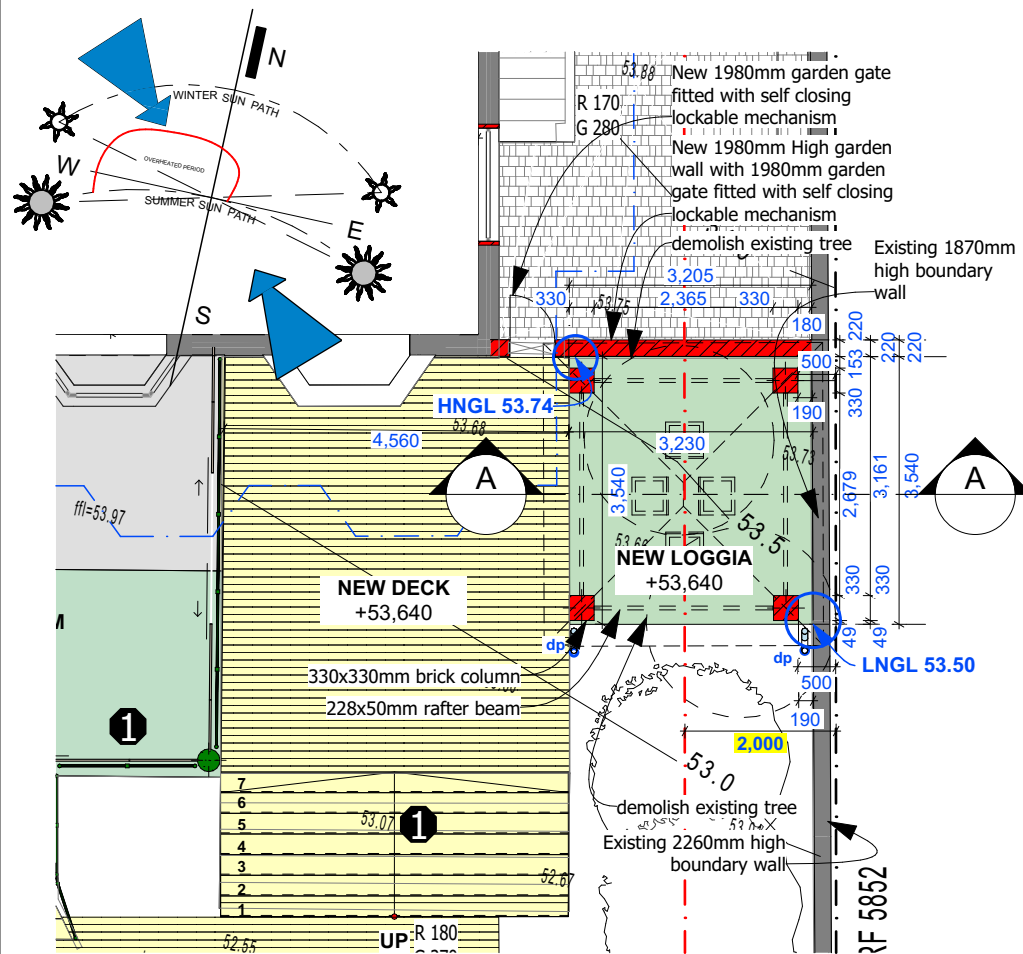 N
WINTER SUN PATH
W
OVERHEATED PERIOD
SUMMER SUN PATH
E
S
53.88
R 170
G 280
New 1980mm garden gate
fitted with self closing
lockable mechanism
New 1980mm High garden
wall with 1980mm garden
gate fitted with self closing
lockable mechanism
demolish existing tree
Existing 1870mm
high boundary
wall
3,205
330
53.75
2,365
330
180
220
220
220
500
153
330
190
HNGL 53.74
53.68
4,560
3,230
53.73
A
A
3,540
2,679
3,161
3,540
ffl=53.97
53.5
NEW LOGGIA
+53,640
NEW DECK
+53,640
330
330
49
49
M
dp
dp
LNGL 53.50
330x330mm brick column
228x50mm rafter beam
500
190
2,000
1
53.0
7
6
5
4
3
2
1
53.07
1
demolish existing tree
Existing 2260mm high
boundary wall
52.67
UP
R 180
52.55
RF 5852